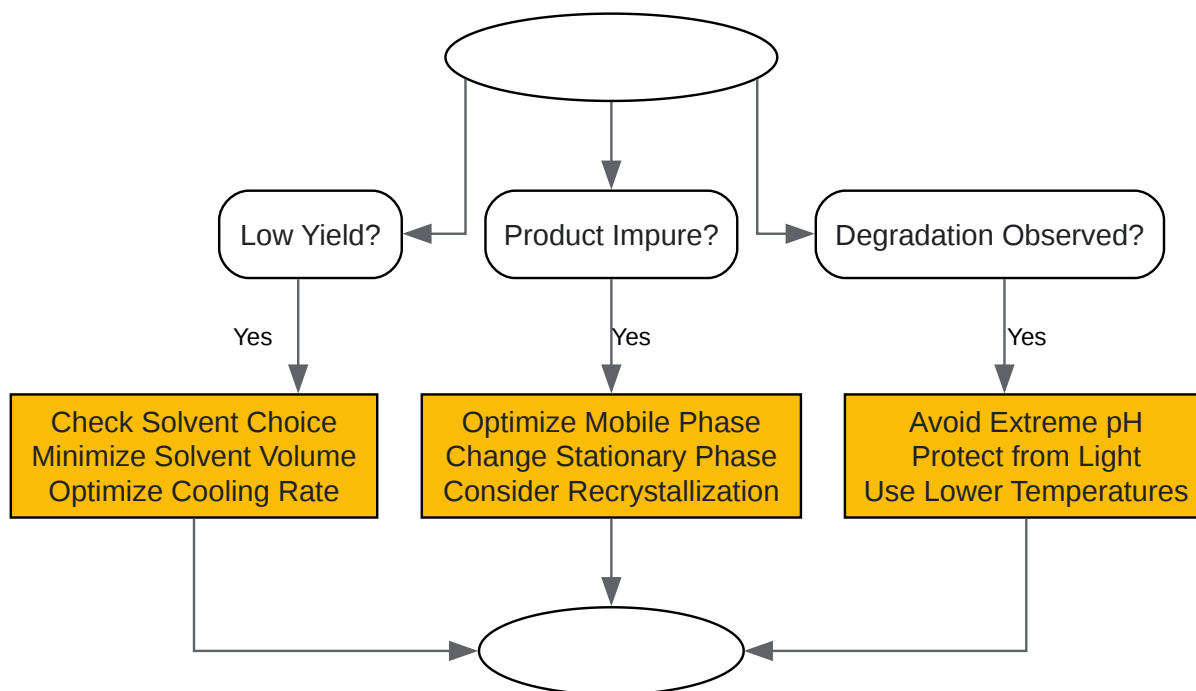 Low Yield?
Product Impure?
Degradation Observed?
Yes
Yes
Yes
Check Solvent Choice
Minimize Solvent Volume
Optimize Cooling Rate
Optimize Mobile Phase
Change Stationary Phase
Consider Recrystallization
Avoid Extreme pH
Protect from Light
Use Lower Temperatures